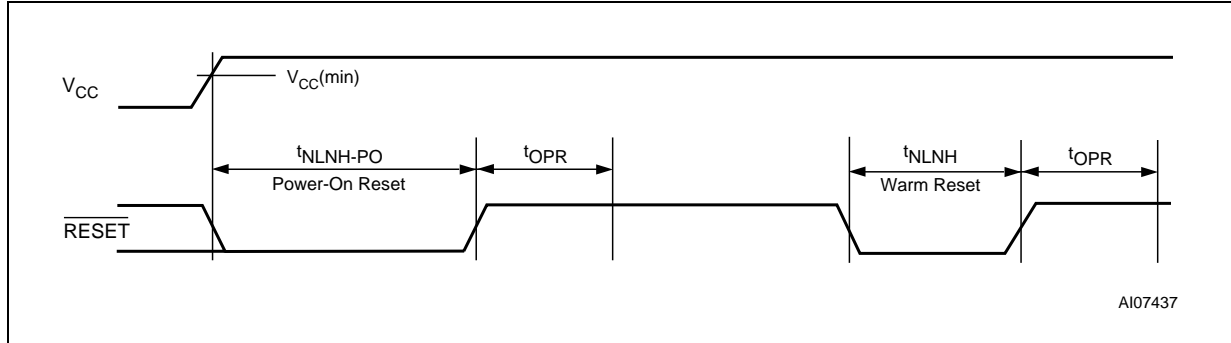 VCC
VCC(min)
tNLNH-PO
Power-On Reset
tOPR
tNLNH
Warm Reset
tOPR
RESET
AI07437